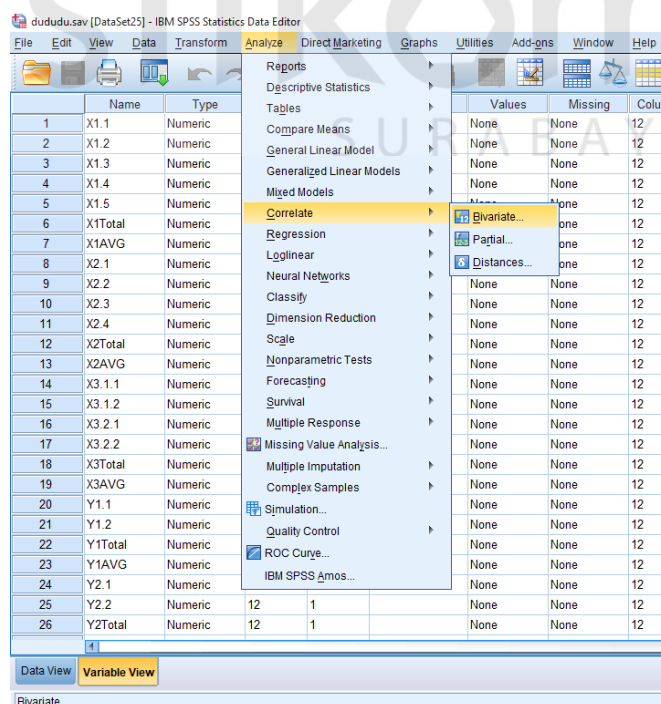 stikom
SURABAYA
dududu.sav [DataSet25] - IBM SPSS Statistics Data Editor
File Edit View Data Transform Analyze Direct Marketing Graphs Utilities Add-ons Window Help
Name Type Values Missing Colu
1 X1.1 Numeric None None 12
2 X1.2 Numeric None None 12
3 X1.3 Numeric None None 12
4 X1.4 Numeric None None 12
5 X1.5 Numeric 12
6 X1Total Numeric 12
7 X1AVG Numeric 12
8 X2.1 Numeric 12
9 X2.2 Numeric None None 12
10 X2.3 Numeric None None 12
11 X2.4 Numeric None None 12
12 X2Total Numeric None None 12
13 X2AVG Numeric None None 12
14 X3.1.1 Numeric None None 12
15 X3.1.2 Numeric None None 12
16 X3.2.1 Numeric None None 12
17 X3.2.2 Numeric None None 12
18 X3Total Numeric None None 12
19 X3AVG Numeric None None 12
20 Y1.1 Numeric None None 12
21 Y1.2 Numeric None None 12
22 Y1Total Numeric None None 12
23 Y1AVG Numeric None None 12
24 Y2.1 Numeric None None 12
25 Y2.2 Numeric 12 1 None None 12
26 Y2Total Numeric 12 1 None None 12
Reports
Descriptive Statistics
Tables
Compare Means
General Linear Model
Generalized Linear Models
Mixed Models
Correlate
Regression
Loglinear
Neural Networks
Classify
Dimension Reduction
Scale
Nonparametric Tests
Forecasting
Survival
Multiple Response
Missing Value Analysis...
Multiple Imputation
Complex Samples
Simulation...
Quality Control
ROC Curve...
IBM SPSS Amos...
Bivariate...
Partial...
Distances...
Data View Variable View
Bivariate